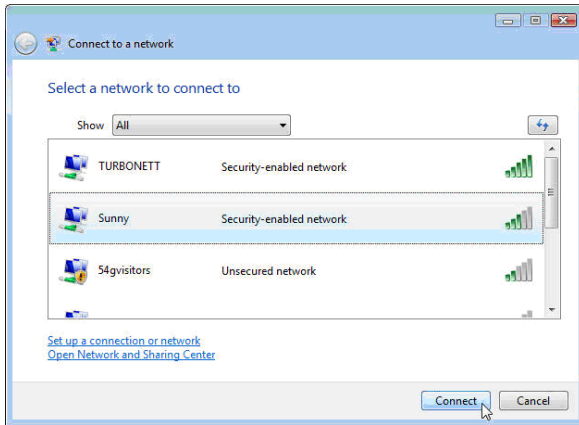 Connect to a network
Select a network to connect to
Show All
TURBONETT Security-enabled network
Sunny Security-enabled network
54gvisitors Unsecured network
Set up a connection or network
Open Network and Sharing Center
Connect Cancel